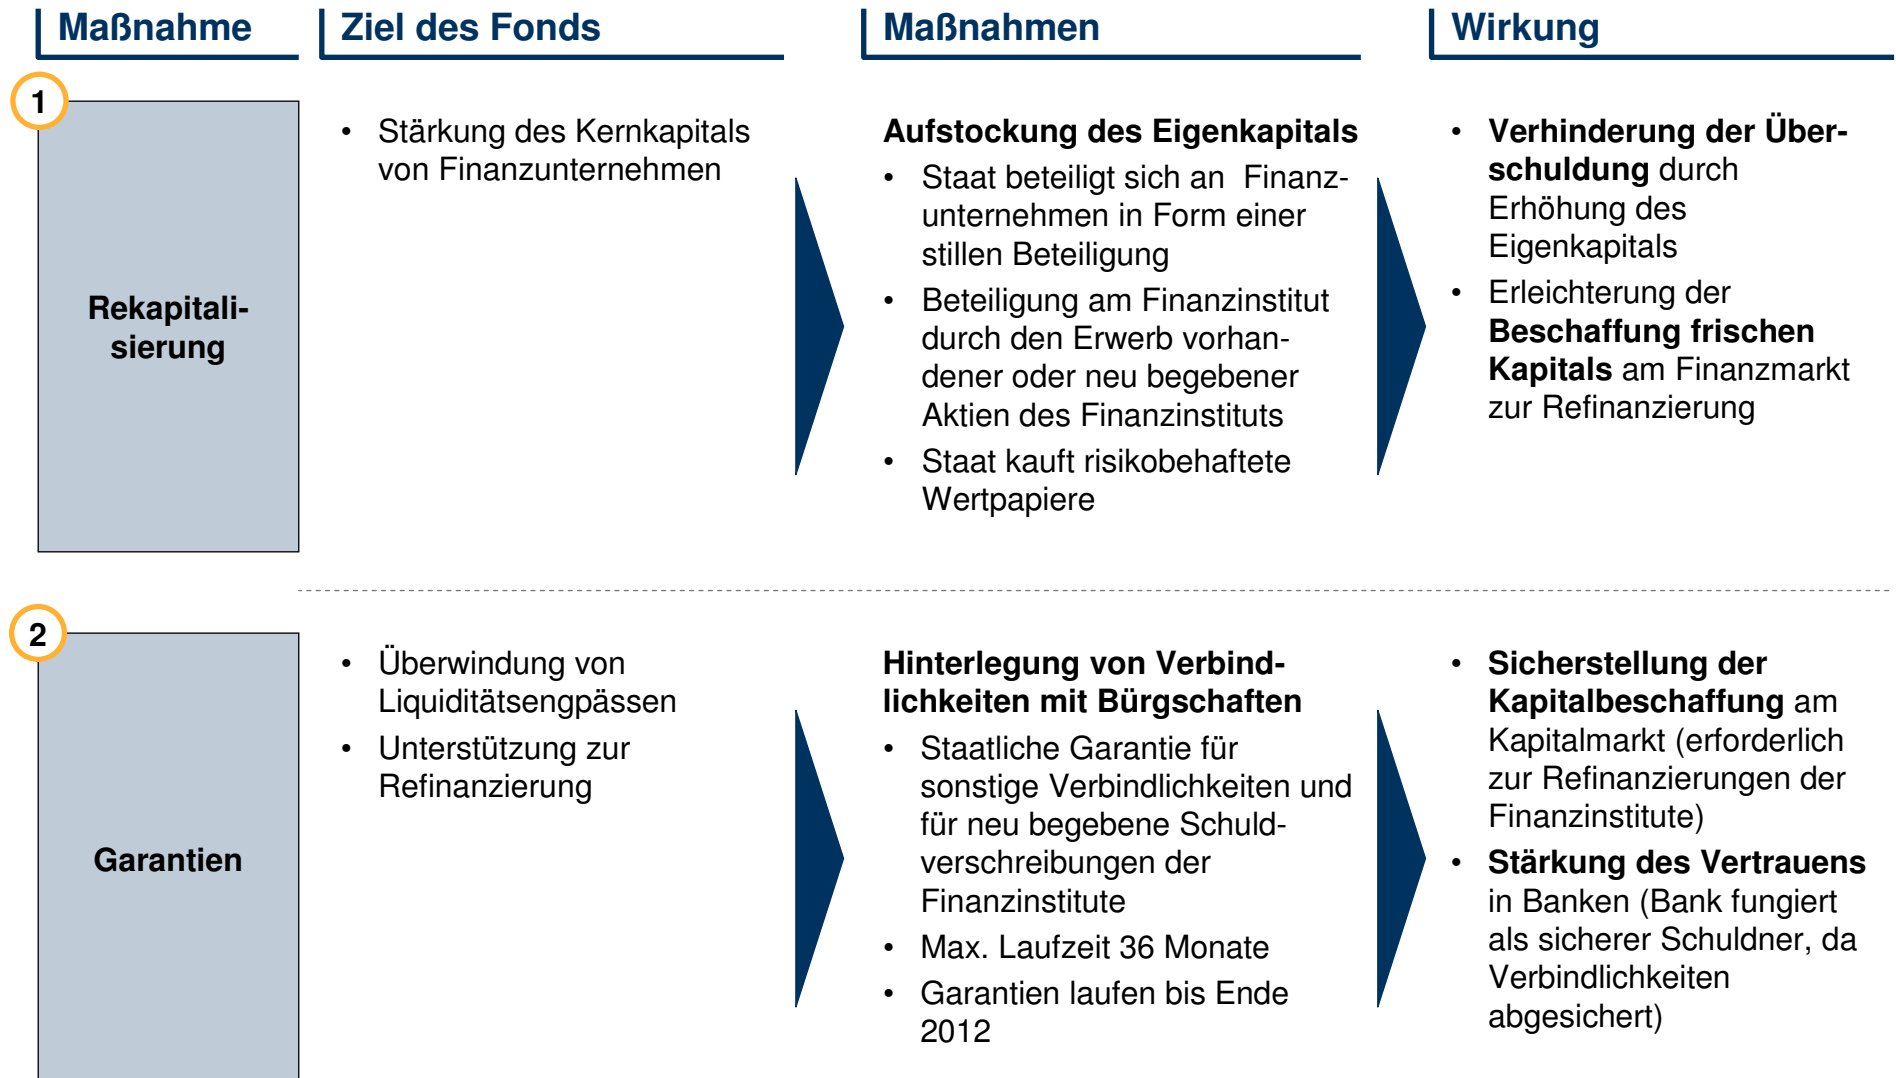 Maßnahme
Ziel des Fonds
Maßnahmen
Wirkung
1
Rekapitali-
sierung
• Stärkung des Kernkapitals
von Finanzunternehmen
Aufstockung des Eigenkapitals
• Staat beteiligt sich an Finanz-
unternehmen in Form einer
stillen Beteiligung
• Beteiligung am Finanzinstitut
durch den Erwerb vorhan-
dener oder neu begebener
Aktien des Finanzinstituts
• Staat kauft risikobehaftete
Wertpapiere
• Verhinderung der Über-
schuldung durch
Erhöhung des
Eigenkapitals
• Erleichterung der
Beschaffung frischen
Kapitals am Finanzmarkt
zur Refinanzierung
2
Garantien
• Überwindung von
Liquiditätsengpässen
• Unterstützung zur
Refinanzierung
Hinterlegung von Verbind-
lichkeiten mit Bürgschaften
• Staatliche Garantie für
sonstige Verbindlichkeiten und
für neu begebene Schuld-
verschreibungen der
Finanzinstitute
• Max. Laufzeit 36 Monate
• Garantien laufen bis Ende
2012
• Sicherstellung der
Kapitalbeschaffung am
Kapitalmarkt (erforderlich
zur Refinanzierungen der
Finanzinstitute)
• Stärkung des Vertrauens
in Banken (Bank fungiert
als sicherer Schuldner, da
Verbindlichkeiten
abgesichert)